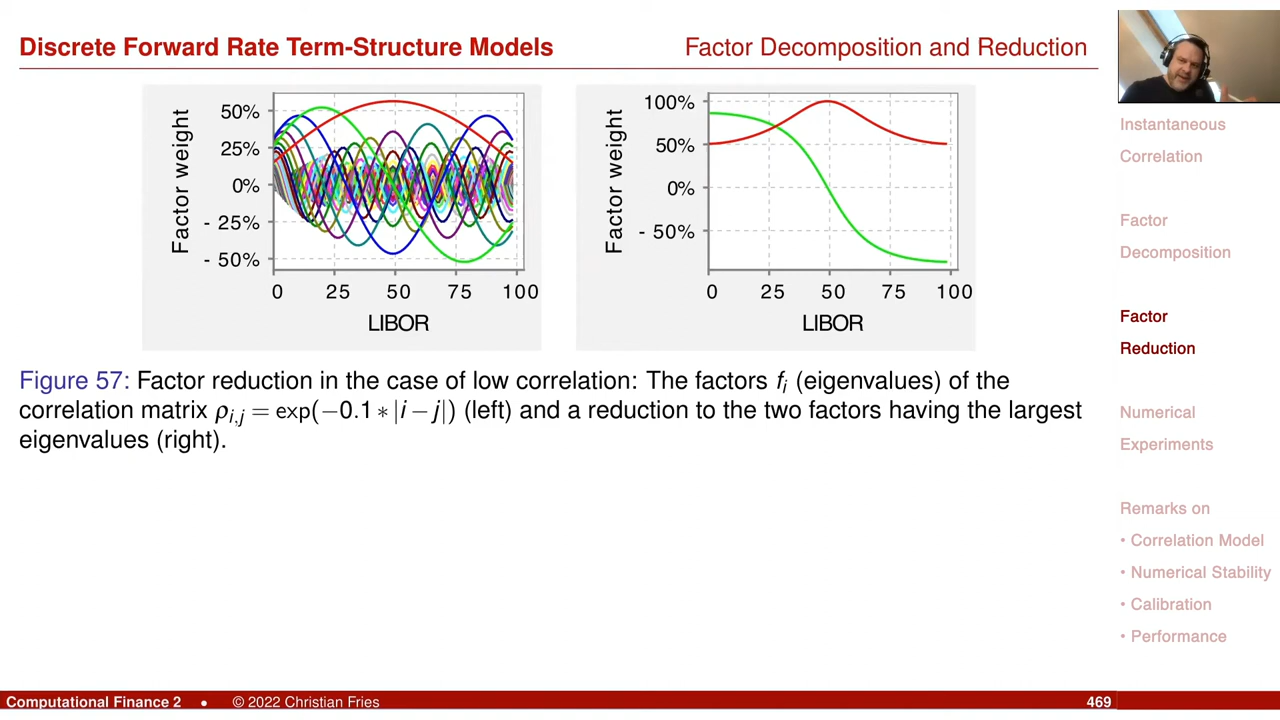 Discrete Forward Rate Term-Structure Models
Factor Decomposition and Reduction
Factor weight
50%
25%
0%
- 25%
- 50%
0 25 50 75 100
LIBOR
Factor weight
100%
50%
0%
- 50%
0 25 50 75 100
LIBOR
Figure 57: Factor reduction in the case of low correlation: The factors fᵢ (eigenvalues) of the
correlation matrix ρᵢ,ⱼ = exp(−0.1 ∗ |i − j|) (left) and a reduction to the two factors having the largest
eigenvalues (right).
Instantaneous
Correlation
Factor
Decomposition
Factor
Reduction
Numerical
Experiments
Remarks on
• Correlation Model
• Numerical Stability
• Calibration
• Performance
Computational Finance 2 • © 2022 Christian Fries
469